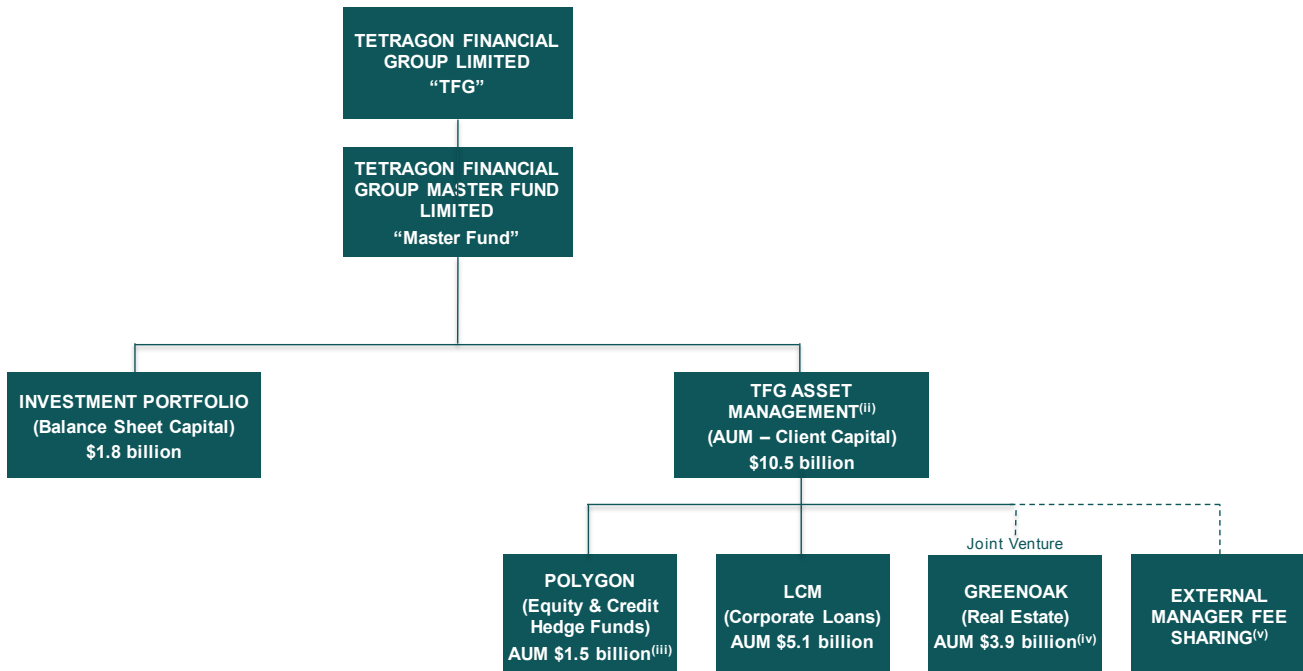 TETRAGON FINANCIAL
GROUP LIMITED
“TFG”
TETRAGON FINANCIAL
GROUP MASTER FUND
LIMITED
“Master Fund”
INVESTMENT PORTFOLIO
(Balance Sheet Capital)
$1.8 billion
TFG ASSET
MANAGEMENT(ii)
(AUM – Client Capital)
$10.5 billion
Joint Venture
POLYGON
(Equity & Credit
Hedge Funds)
AUM $1.5 billion(iii)
LCM
(Corporate Loans)
AUM $5.1 billion
GREENOAK
(Real Estate)
AUM $3.9 billion(iv)
EXTERNAL
MANAGER FEE
SHARING(v)